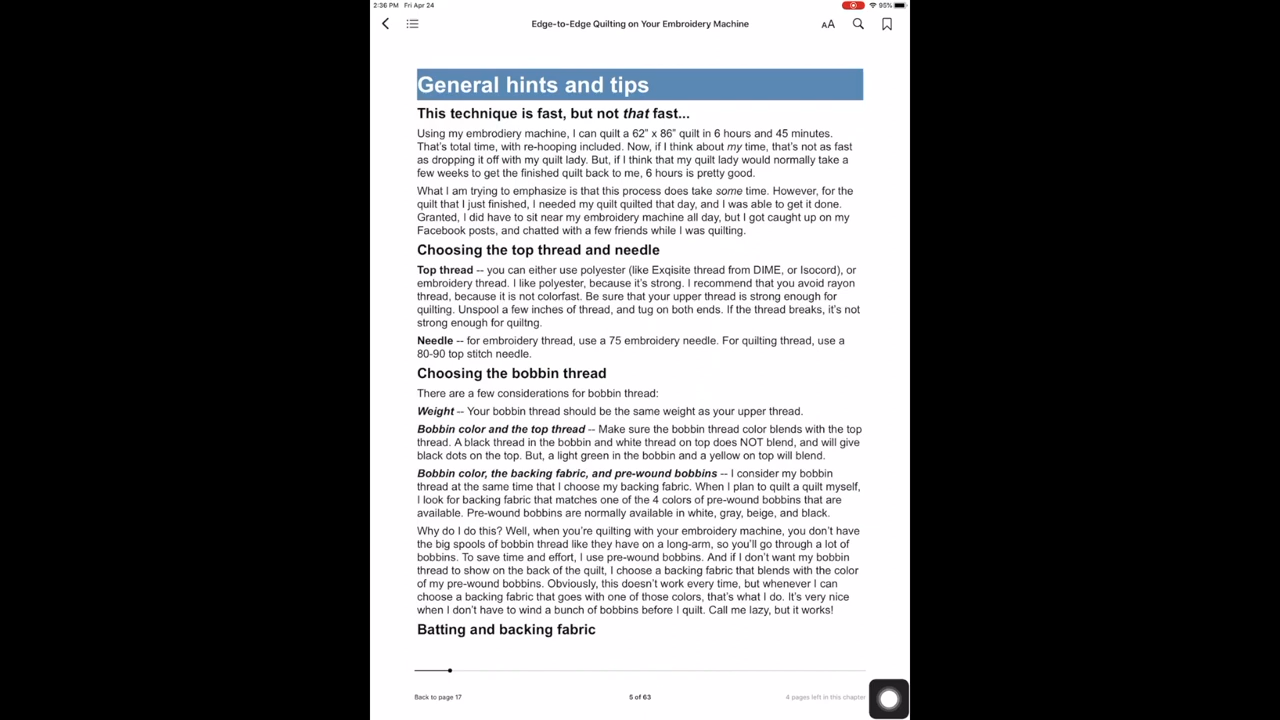 2:36 PM Fri Apr 24
95%
Edge-to-Edge Quilting on Your Embroidery Machine
AA
General hints and tips
This technique is fast, but not that fast...
Using my embrodiery machine, I can quilt a 62" x 86" quilt in 6 hours and 45 minutes.
That's total time, with re-hooping included. Now, if I think about my time, that's not as fast
as dropping it off with my quilt lady. But, if I think that my quilt lady would normally take a
few weeks to get the finished quilt back to me, 6 hours is pretty good.
What I am trying to emphasize is that this process does take some time. However, for the
quilt that I just finished, I needed my quilt quilted that day, and I was able to get it done.
Granted, I did have to sit near my embroidery machine all day, but I got caught up on my
Facebook posts, and chatted with a few friends while I was quilting.
Choosing the top thread and needle
Top thread -- you can either use polyester (like Exqisite thread from DIME, or Isocord), or
embroidery thread. I like polyester, because it's strong. I recommend that you avoid rayon
thread, because it is not colorfast. Be sure that your upper thread is strong enough for
quilting. Unspool a few inches of thread, and tug on both ends. If the thread breaks, it's not
strong enough for quiltng.
Needle -- for embroidery thread, use a 75 embroidery needle. For quilting thread, use a
80-90 top stitch needle.
Choosing the bobbin thread
There are a few considerations for bobbin thread:
Weight -- Your bobbin thread should be the same weight as your upper thread.
Bobbin color and the top thread -- Make sure the bobbin thread color blends with the top
thread. A black thread in the bobbin and white thread on top does NOT blend, and will give
black dots on the top. But, a light green in the bobbin and a yellow on top will blend.
Bobbin color, the backing fabric, and pre-wound bobbins -- I consider my bobbin
thread at the same time that I choose my backing fabric. When I plan to quilt a quilt myself,
I look for backing fabric that matches one of the 4 colors of pre-wound bobbins that are
available. Pre-wound bobbins are normally available in white, gray, beige, and black.
Why do I do this? Well, when you're quilting with your embroidery machine, you don't have
the big spools of bobbin thread like they have on a long-arm, so you'll go through a lot of
bobbins. To save time and effort, I use pre-wound bobbins. And if I don't want my bobbin
thread to show on the back of the quilt, I choose a backing fabric that blends with the color
of my pre-wound bobbins. Obviously, this doesn't work every time, but whenever I can
choose a backing fabric that goes with one of those colors, that's what I do. It's very nice
when I don't have to wind a bunch of bobbins before I quilt. Call me lazy, but it works!
Batting and backing fabric
Back to page 17
5 of 63
4 pages left in this chapter